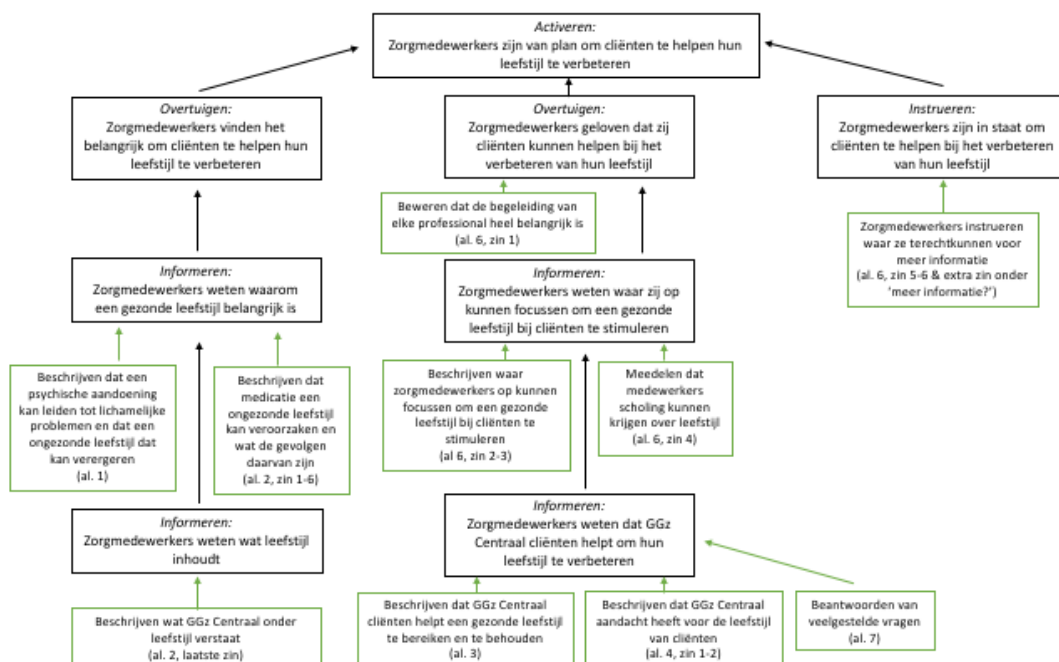 Activeren:
Zorgmedewerkers zijn van plan om cliënten te helpen hun
leefstijl te verbeteren
Overtuigen:
Zorgmedewerkers vinden het
belangrijk om cliënten te helpen hun
leefstijl te verbeteren
Overtuigen:
Zorgmedewerkers geloven dat zij
cliënten kunnen helpen bij het
verbeteren van hun leefstijl
Instrueren:
Zorgmedewerkers zijn in staat om
cliënten te helpen bij het verbeteren
van hun leefstijl
Beweren dat de begeleiding van
elke professional heel belangrijk is
(al. 6, zin 1)
Zorgmedewerkers instrueren
waar ze terechtkunnen voor
meer informatie
(al. 6, zin 5-6 & extra zin onder
'meer informatie?')
Informeren:
Zorgmedewerkers weten waarom
een gezonde leefstijl belangrijk is
Informeren:
Zorgmedewerkers weten waar zij op
kunnen focussen om een gezonde
leefstijl bij cliënten te stimuleren
Beschrijven dat een
psychische aandoening
kan leiden tot lichamelijke
problemen en dat een
ongezonde leefstijl dat
kan verergeren
(al. 1)
Beschrijven dat
medicatie een
ongezonde leefstijl
kan veroorzaken en
wat de gevolgen
daarvan zijn
(al. 2, zin 1-6)
Beschrijven waar
zorgmedewerkers op kunnen
focussen om een gezonde
leefstijl bij cliënten te
stimuleren
(al 6, zin 2-3)
Meedelen dat
medewerkers
scholing kunnen
krijgen over leefstijl
(al. 6, zin 4)
Informeren:
Zorgmedewerkers weten wat leefstijl
inhoudt
Informeren:
Zorgmedewerkers weten dat GGz
Centraal cliënten helpt om hun
leefstijl te verbeteren
Beschrijven wat GGz Centraal onder
leefstijl verstaat
(al. 2, laatste zin)
Beschrijven dat GGz Centraal
cliënten helpt een gezonde leefstijl
te bereiken en te behouden
(al. 3)
Beschrijven dat GGz Centraal
aandacht heeft voor de leefstijl
van cliënten
(al. 4, zin 1-2)
Beantwoorden van
veelgestelde vragen
(al. 7)